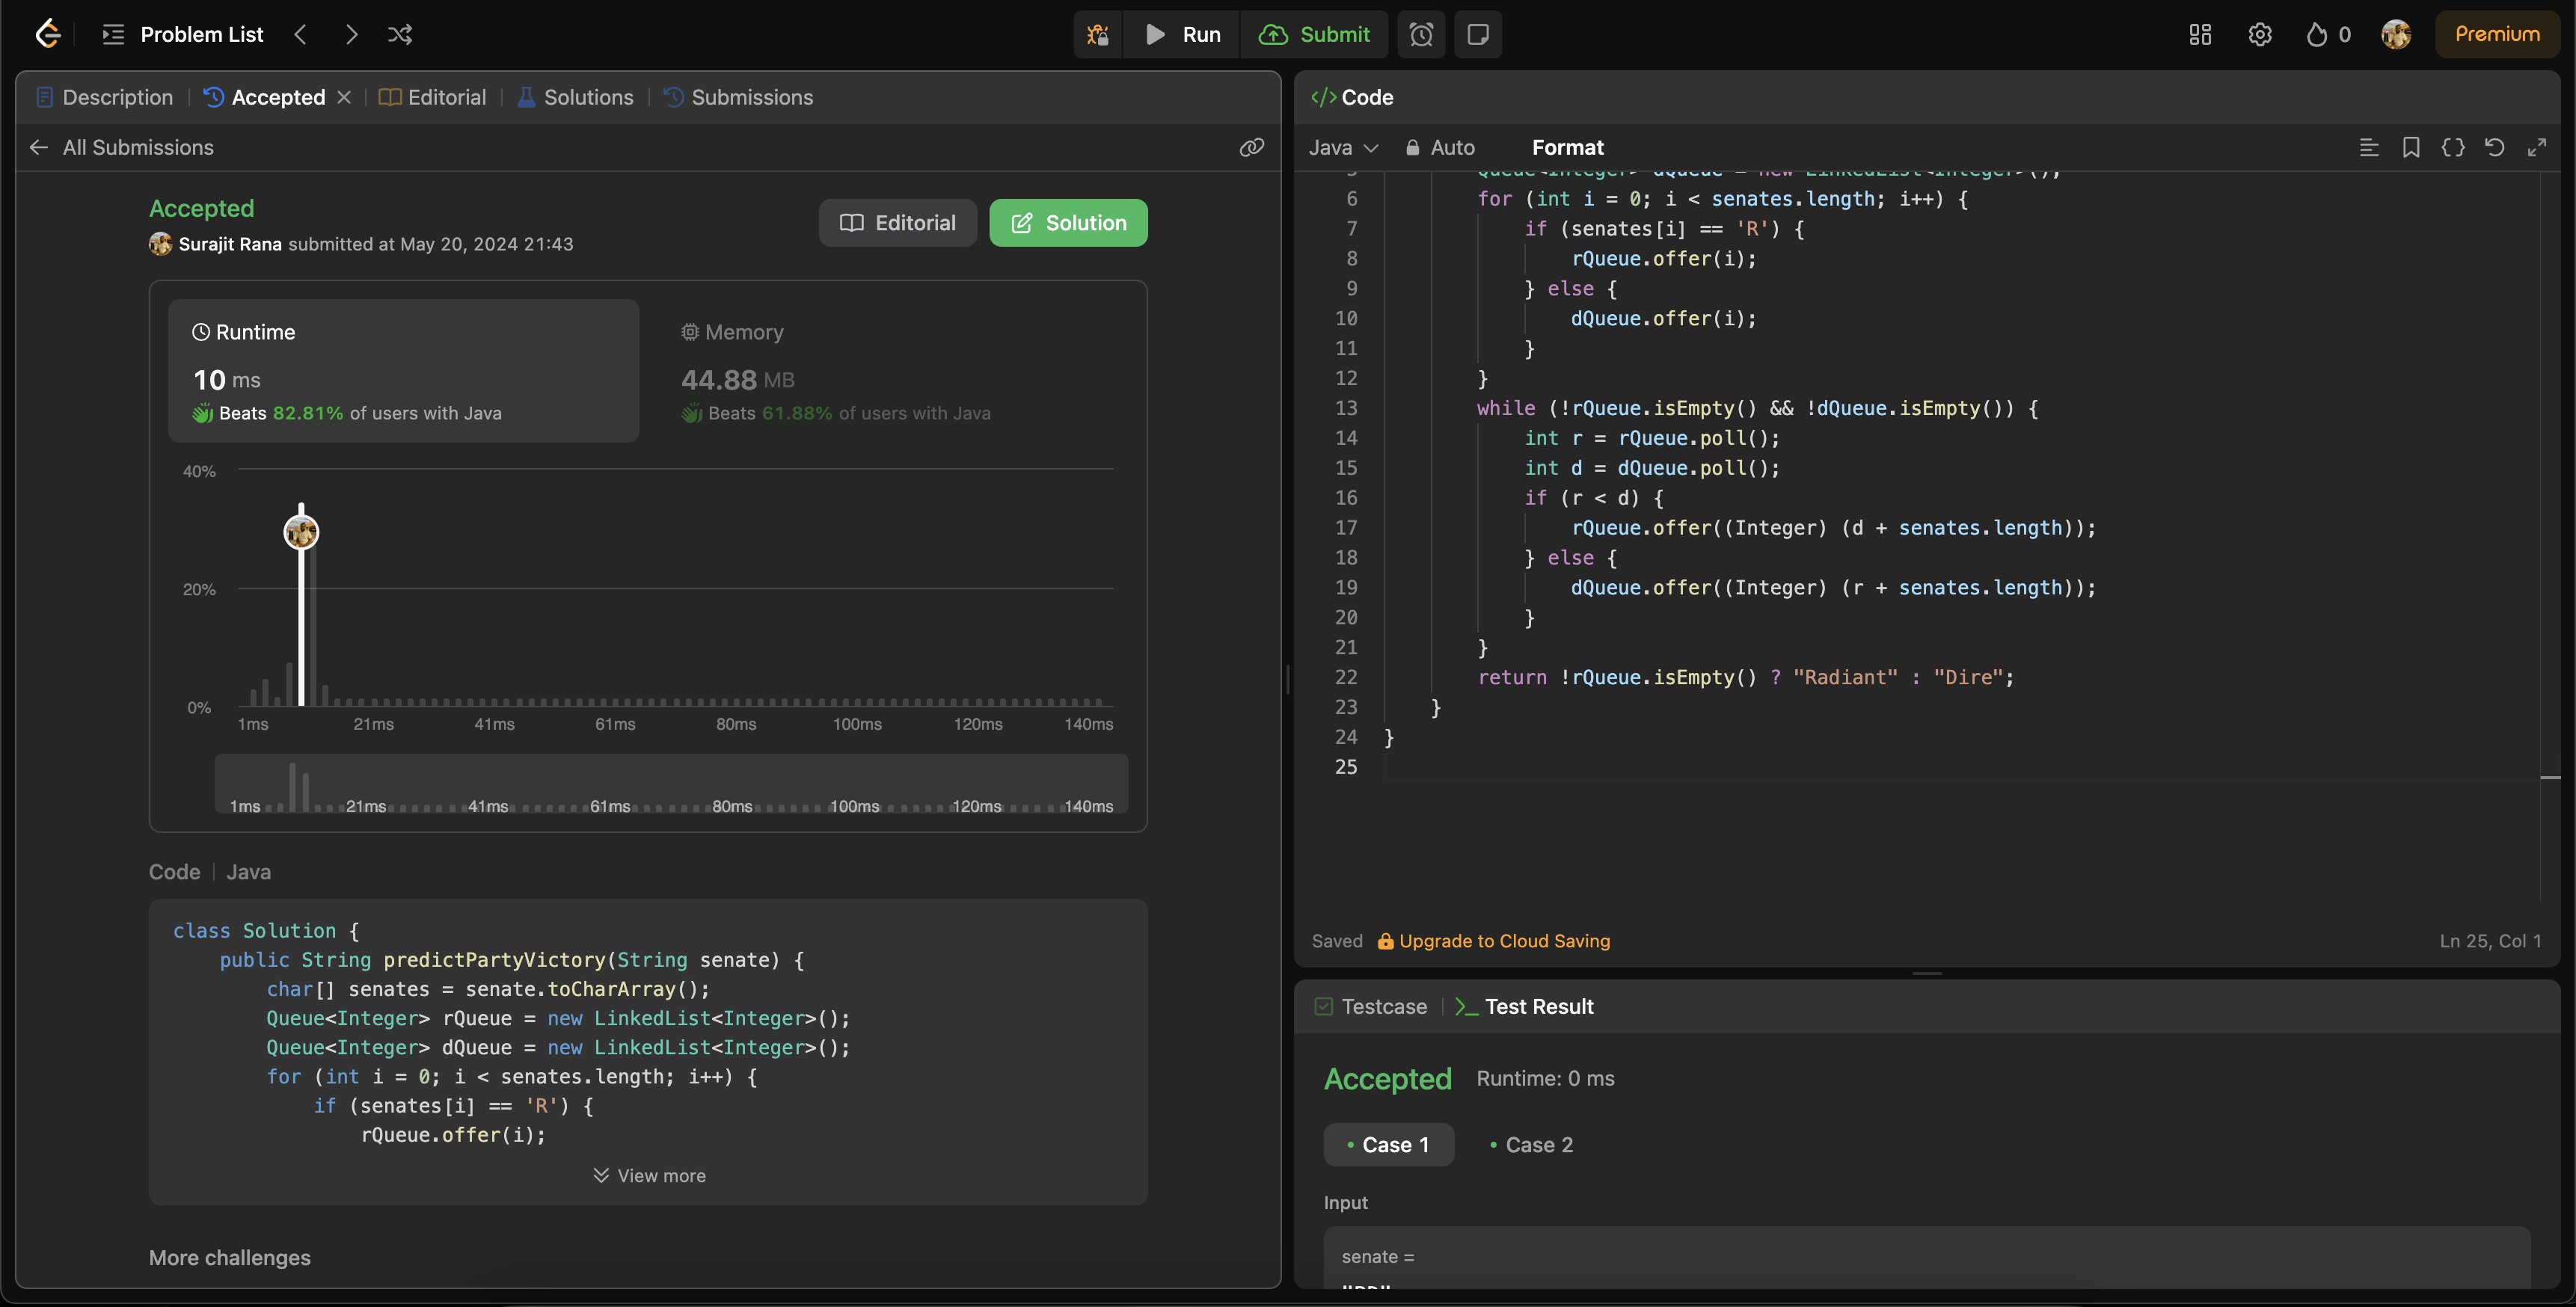 Problem List
Run
Submit
0
Premium
Description
Accepted
Editorial
Solutions
Submissions
All Submissions
Accepted
Editorial
Solution
Surajit Rana submitted at May 20, 2024 21:43
Runtime
10 ms
Beats 82.81% of users with Java
Memory
44.88 MB
Beats 61.88% of users with Java
40%
20%
0%
1ms 21ms 41ms 61ms 80ms 100ms 120ms 140ms
1ms 21ms 41ms 61ms 80ms 100ms 120ms 140ms
Code | Java
class Solution {
    public String predictPartyVictory(String senate) {
        char[] senates = senate.toCharArray();
        Queue<Integer> rQueue = new LinkedList<Integer>();
        Queue<Integer> dQueue = new LinkedList<Integer>();
        for (int i = 0; i < senates.length; i++) {
            if (senates[i] == 'R') {
                rQueue.offer(i);
View more
More challenges
</> Code
Java
Auto
Format
Queue<Integer> dQueue = new LinkedList<Integer>();
6 for (int i = 0; i < senates.length; i++) {
7 if (senates[i] == 'R') {
8 rQueue.offer(i);
9 } else {
10 dQueue.offer(i);
11 }
12 }
13 while (!rQueue.isEmpty() && !dQueue.isEmpty()) {
14 int r = rQueue.poll();
15 int d = dQueue.poll();
16 if (r < d) {
17 rQueue.offer((Integer) (d + senates.length));
18 } else {
19 dQueue.offer((Integer) (r + senates.length));
20 }
21 }
22 return !rQueue.isEmpty() ? "Radiant" : "Dire";
23 }
24 }
25
Saved
Upgrade to Cloud Saving
Ln 25, Col 1
Testcase
Test Result
Accepted
Runtime: 0 ms
Case 1
Case 2
Input
senate =